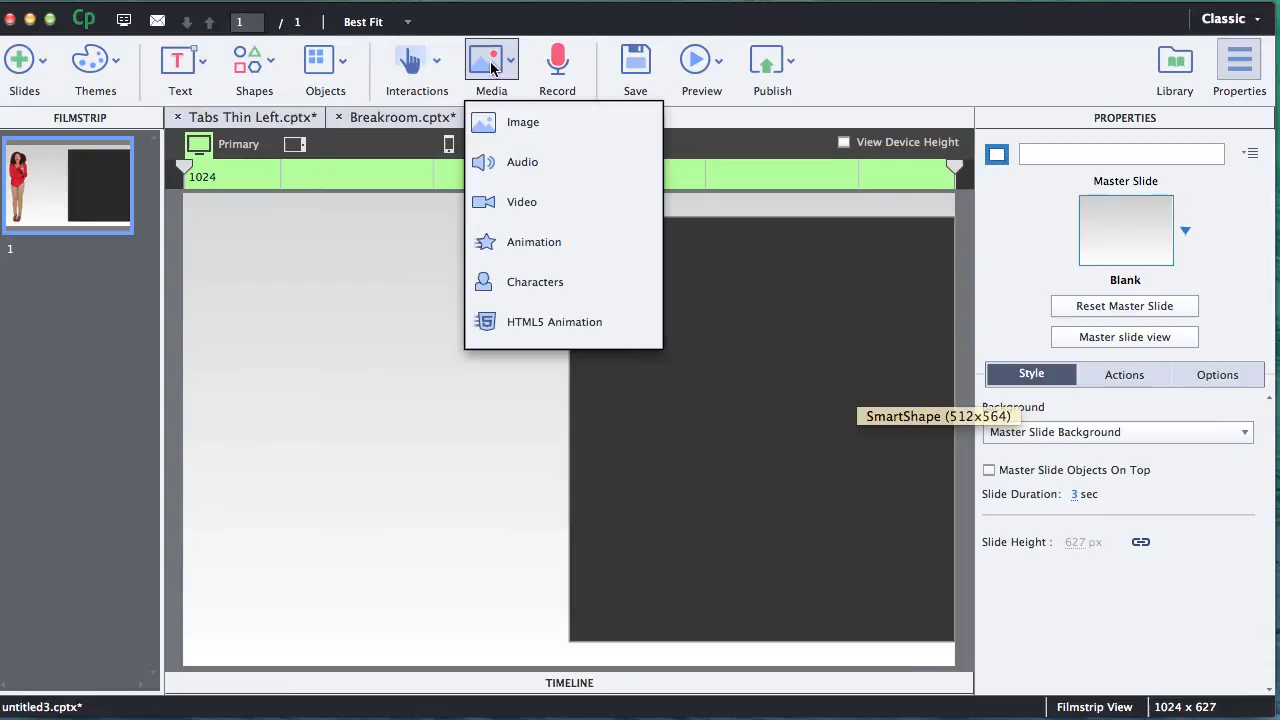 Cp
1 / 1
Best Fit
Classic
Slides
Themes
Text
Shapes
Objects
Interactions
Media
Record
Save
Preview
Publish
Library
Properties
FILMSTRIP
× Tabs Thin Left.cptx*
× Breakroom.cptx*
PROPERTIES
Image
Audio
Video
Animation
Characters
HTML5 Animation
Primary
View Device Height
1024
1
SmartShape (512x564)
Master Slide
Blank
Reset Master Slide
Master slide view
Style
Actions
Options
Background
Master Slide Background
Master Slide Objects On Top
Slide Duration: 3 sec
Slide Height : 627 px
TIMELINE
untitled3.cptx*
Filmstrip View
1024 x 627